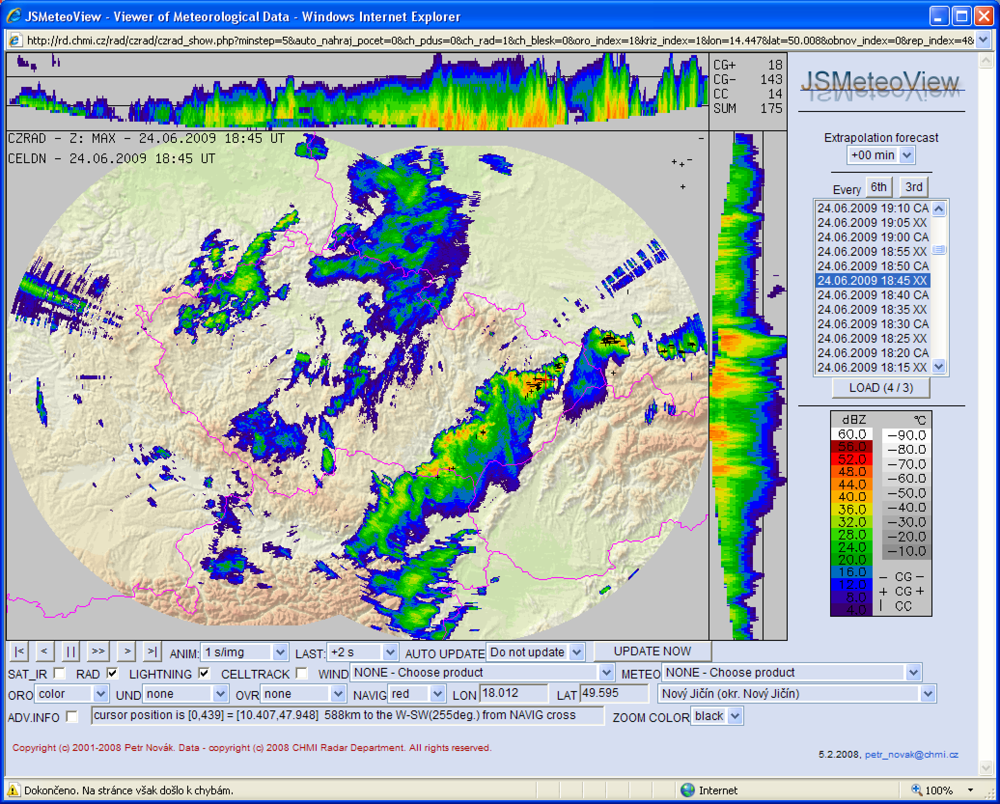 JSMeteoView - Viewer of Meteorological Data - Windows Internet Explorer
http://rd.chmi.cz/rad/czrad/czrad_show.php?minstep=5&auto_nahraj_pocet=0&ch_pdus=0&ch_rad=1&ch_blesk=0&oro_index=1&kriz_index=1&lon=14.447&lat=50.008&obnov_index=0&rep_index=4&
CG+ 18
CG- 143
CC 14
SUM 175
JSMeteoView
CZRAD - Z: MAX - 24.06.2009 18:45 UT
CELDN - 24.06.2009 18:45 UT
Extrapolation forecast
+00 min
Every 6th 3rd
24.06.2009 19:10 CA
24.06.2009 19:05 XX
24.06.2009 19:00 CA
24.06.2009 18:55 XX
24.06.2009 18:50 CA
24.06.2009 18:45 XX
24.06.2009 18:40 CA
24.06.2009 18:35 XX
24.06.2009 18:30 CA
24.06.2009 18:25 XX
24.06.2009 18:20 CA
24.06.2009 18:15 XX
LOAD (4 / 3)
dBZ °C
60.0 -90.0
56.0 -80.0
52.0 -70.0
48.0 -60.0
44.0 -50.0
40.0 -40.0
36.0 -30.0
32.0 -20.0
28.0 -10.0
24.0
20.0
16.0 - CG-
12.0 + CG+
8.0 | CC
4.0
|< < || >> > >| ANIM: 1 s/img LAST: +2 s AUTO UPDATE Do not update UPDATE NOW
SAT_IR RAD LIGHTNING CELLTRACK WIND NONE - Choose product METEO NONE - Choose product
ORO color UND none OVR none NAVIG red LON 18.012 LAT 49.595 Nový Jičín (okr. Nový Jičín)
ADV.INFO cursor position is [0,439] = [10.407,47.948] 588km to the W-SW(255deg.) from NAVIG cross ZOOM COLOR black
Copyright (c) 2001-2008 Petr Novák. Data - copyright (c) 2008 CHMI Radar Department. All rights reserved.
5.2.2008, petr_novak@chmi.cz
Dokončeno. Na stránce však došlo k chybám.
Internet
100%